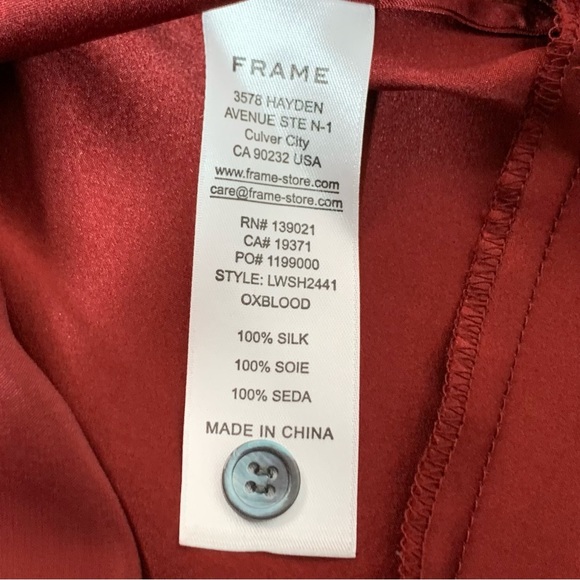 FRAME
3578 HAYDEN
AVENUE STE N-1
Culver City
CA 90232 USA
www.frame-store.com
care@frame-store.com
RN# 139021
CA# 19371
PO# 1199000
STYLE: LWSH2441
OXBLOOD
100% SILK
100% SOIE
100% SEDA
MADE IN CHINA